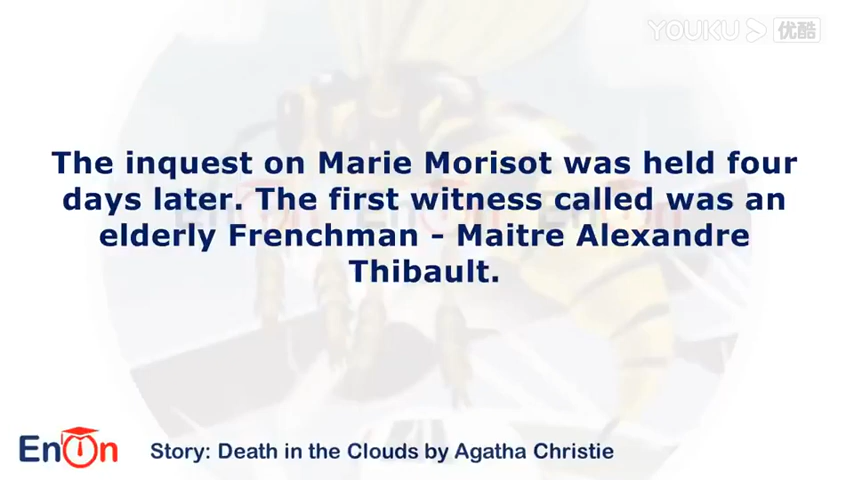 YOUKU 优酷
The inquest on Marie Morisot was held four
days later. The first witness called was an
elderly Frenchman - Maitre Alexandre
Thibault.
EnOn
Story: Death in the Clouds by Agatha Christie